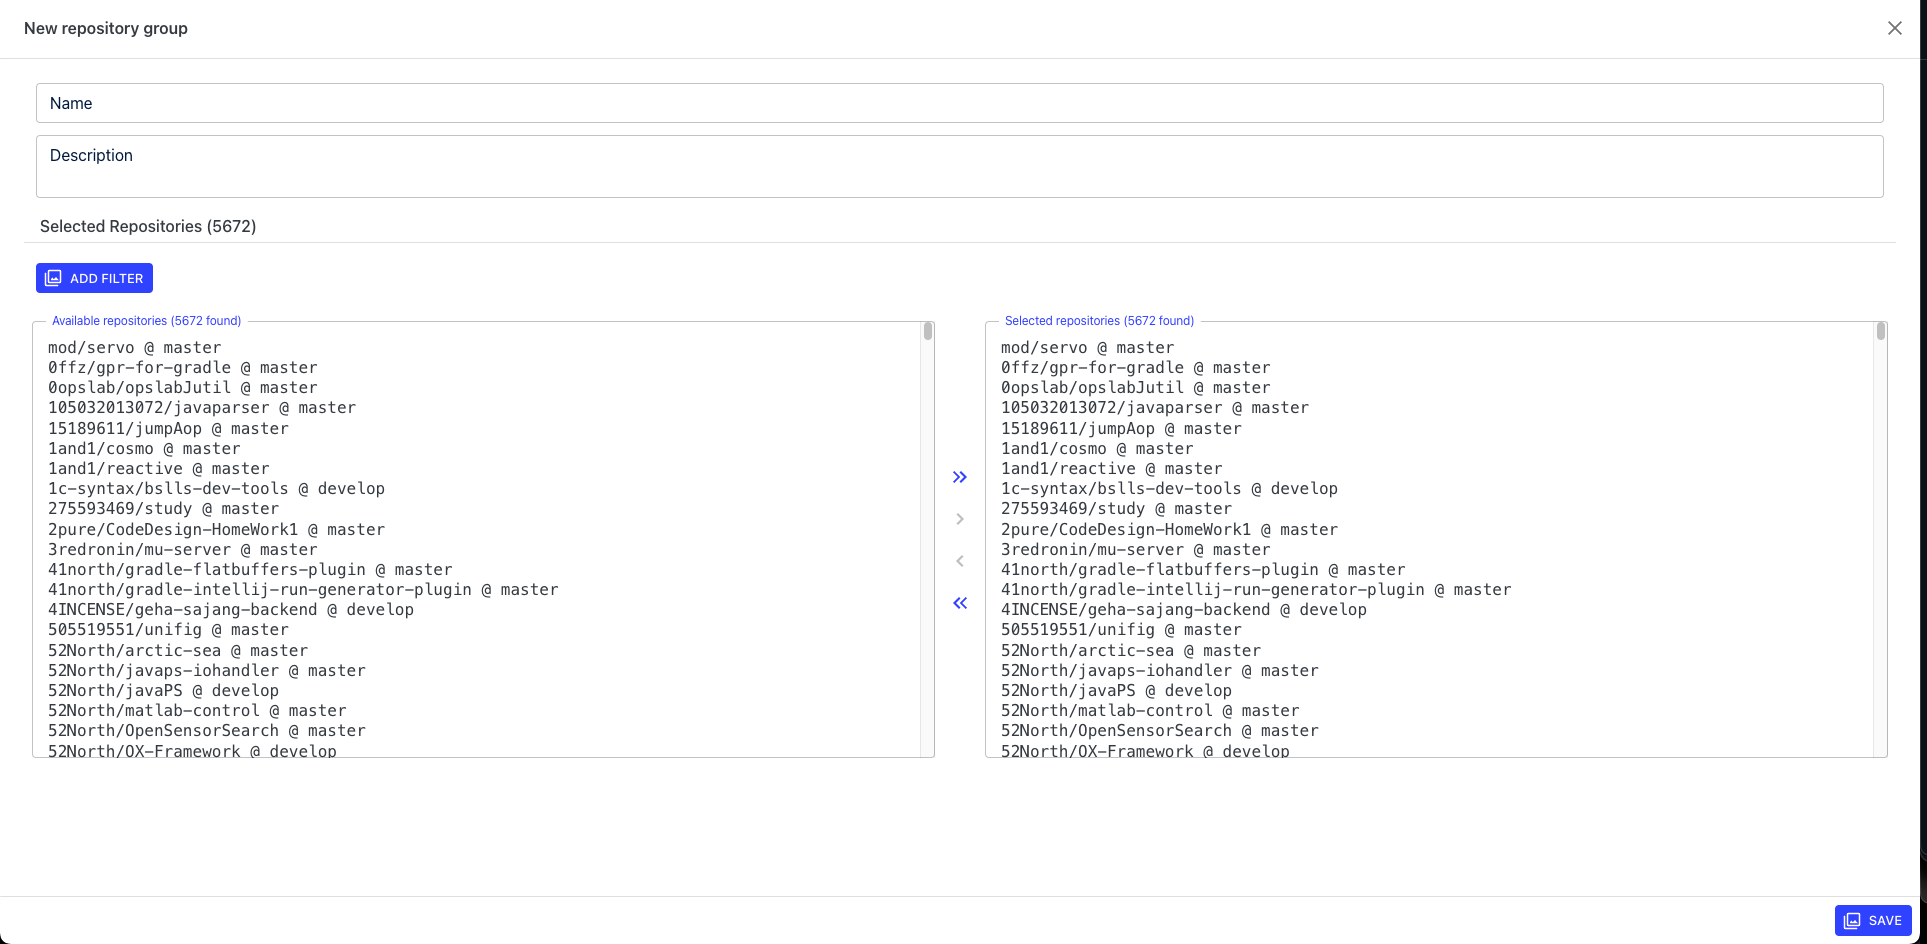 New repository group
Name
Description
Selected Repositories (5672)
ADD FILTER
Available repositories (5672 found)
mod/servo @ master
0ffz/gpr-for-gradle @ master
0opslab/opslabJutil @ master
105032013072/javaparser @ master
15189611/jumpAop @ master
1and1/cosmo @ master
1and1/reactive @ master
1c-syntax/bslls-dev-tools @ develop
275593469/study @ master
2pure/CodeDesign-HomeWork1 @ master
3redronin/mu-server @ master
41north/gradle-flatbuffers-plugin @ master
41north/gradle-intellij-run-generator-plugin @ master
4INCENSE/geha-sajang-backend @ develop
505519551/unifig @ master
52North/arctic-sea @ master
52North/javaps-iohandler @ master
52North/javaPS @ develop
52North/matlab-control @ master
52North/OpenSensorSearch @ master
52North/OX-Framework @ develop
Selected repositories (5672 found)
mod/servo @ master
0ffz/gpr-for-gradle @ master
0opslab/opslabJutil @ master
105032013072/javaparser @ master
15189611/jumpAop @ master
1and1/cosmo @ master
1and1/reactive @ master
1c-syntax/bslls-dev-tools @ develop
275593469/study @ master
2pure/CodeDesign-HomeWork1 @ master
3redronin/mu-server @ master
41north/gradle-flatbuffers-plugin @ master
41north/gradle-intellij-run-generator-plugin @ master
4INCENSE/geha-sajang-backend @ develop
505519551/unifig @ master
52North/arctic-sea @ master
52North/javaps-iohandler @ master
52North/javaPS @ develop
52North/matlab-control @ master
52North/OpenSensorSearch @ master
52North/OX-Framework @ develop
SAVE